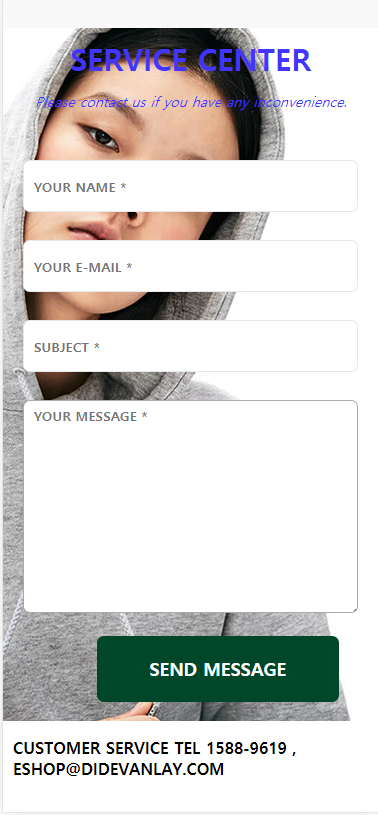 SERVICE CENTER
Please contact us if you have any inconvenience.
YOUR NAME *
YOUR E-MAIL *
SUBJECT *
YOUR MESSAGE *
SEND MESSAGE
CUSTOMER SERVICE TEL 1588-9619 ,
ESHOP@DIDEVANLAY.COM